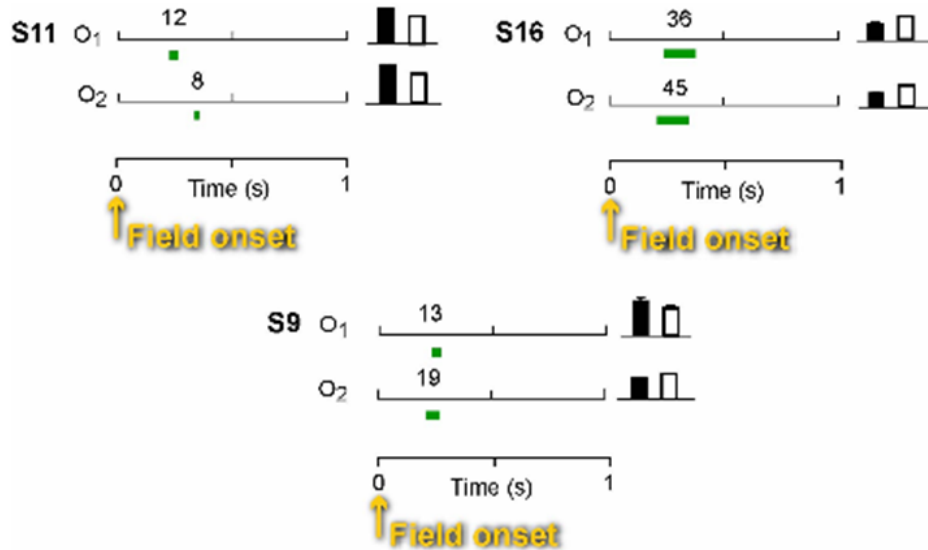 12
S11 O1
8
O2
0 Time (s) 1
Field onset
36
S16 O1
45
O2
0 Time (s) 1
Field onset
13
S9 O1
19
O2
0 Time (s) 1
Field onset